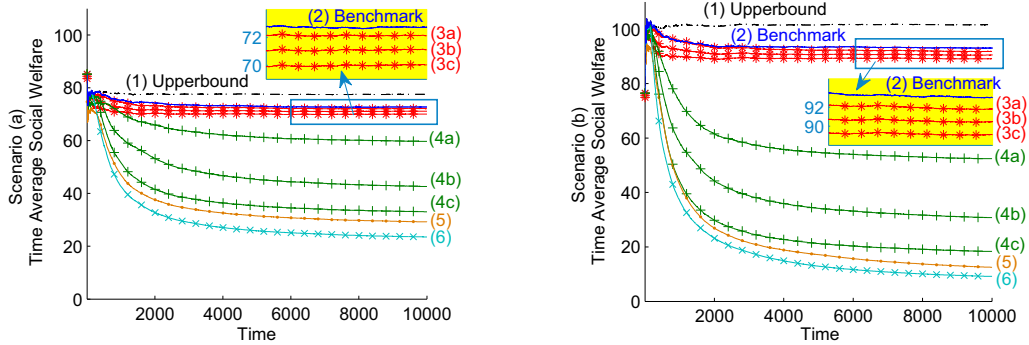 Scenario (a)
Time Average Social Welfare
100
80
60
40
20
0
2000
4000
6000
8000
10000
Time
(1) Upperbound
(2) Benchmark
72
70
(3a)
(3b)
(3c)
(4a)
(4b)
(4c)
(5)
(6)
Scenario (b)
Time Average Social Welfare
100
80
60
40
20
0
2000
4000
6000
8000
10000
Time
(1) Upperbound
(2) Benchmark
(2) Benchmark
92
90
(3a)
(3b)
(3c)
(4a)
(4b)
(4c)
(5)
(6)